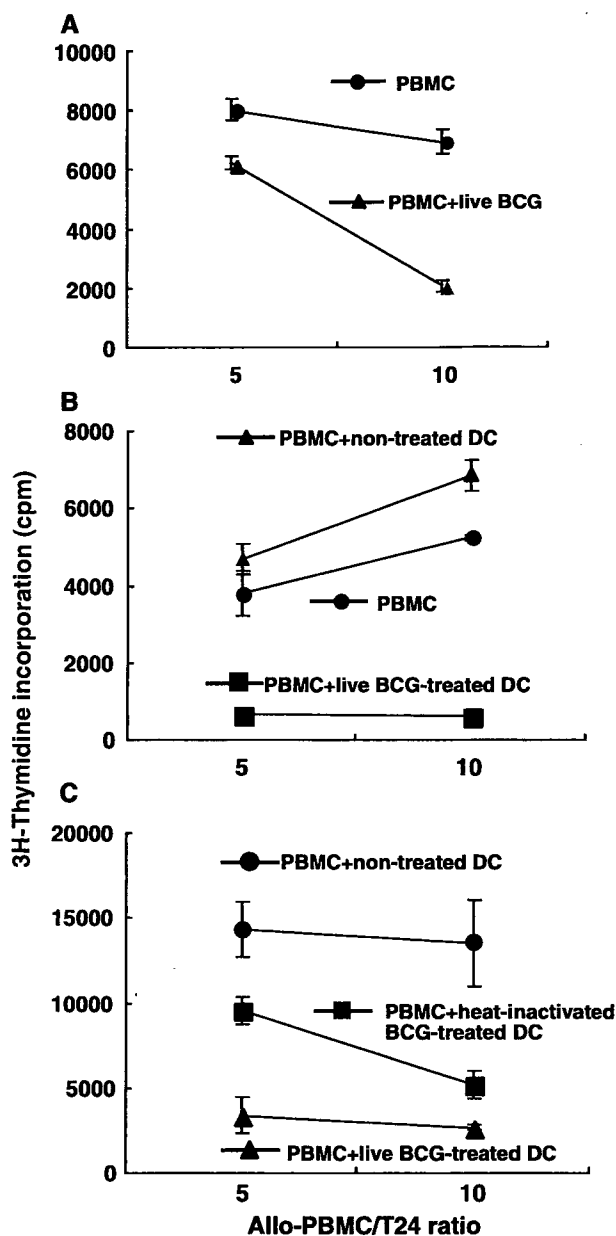 A
10000
8000
6000
4000
2000
0
PBMC
PBMC+live BCG
5
10
B
8000
6000
4000
2000
0
PBMC+non-treated DC
PBMC
PBMC+live BCG-treated DC
5
10
3H-Thymidine incorporation (cpm)
C
20000
15000
10000
5000
0
PBMC+non-treated DC
PBMC+heat-inactivated
BCG-treated DC
PBMC+live BCG-treated DC
5
10
Allo-PBMC/T24 ratio